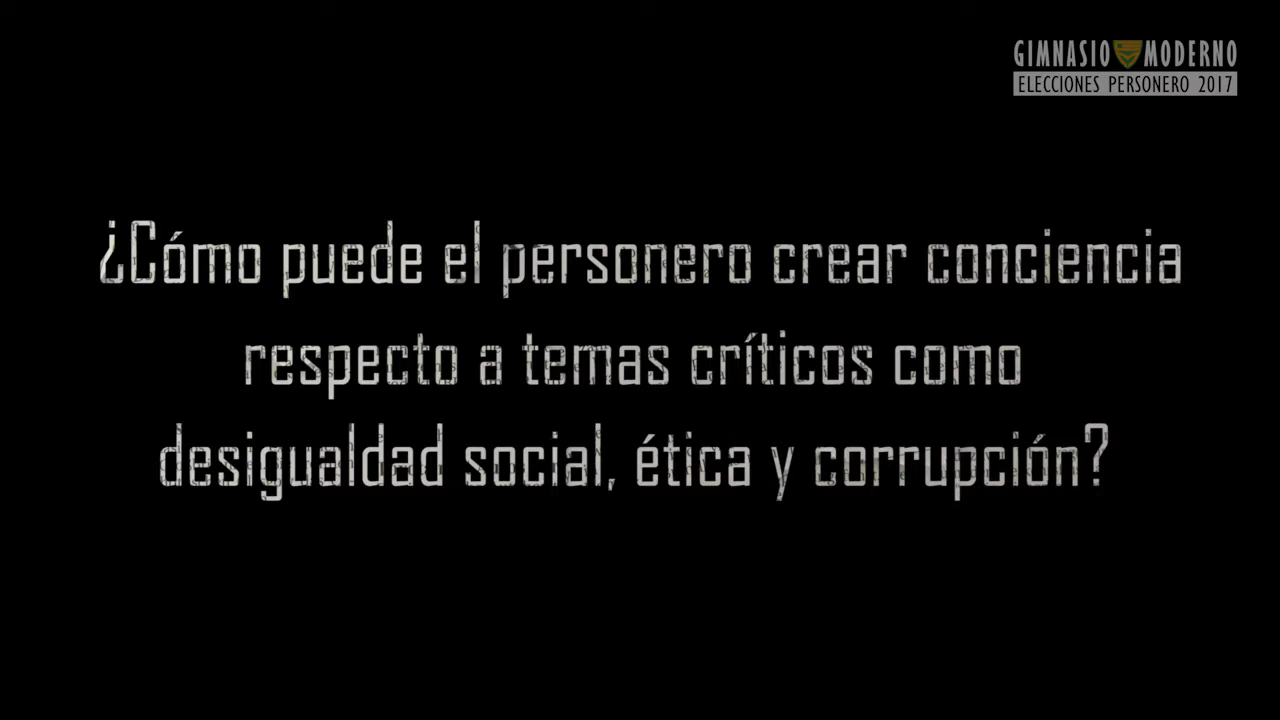 GIMNASIO MODERNO
ELECCIONES PERSONERO 2017
¿Cómo puede el personero crear conciencia
respecto a temas críticos como
desigualdad social, ética y corrupción?